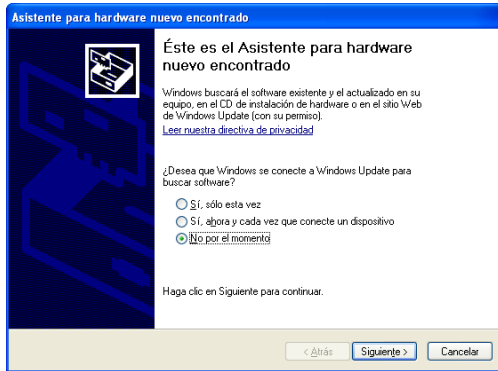 Asistente para hardware nuevo encontrado
Éste es el Asistente para hardware
nuevo encontrado
Windows buscará el software existente y el actualizado en su
equipo, en el CD de instalación de hardware o en el sitio Web
de Windows Update (con su permiso).
Leer nuestra directiva de privacidad
¿Desea que Windows se conecte a Windows Update para
buscar software?
Sí, sólo esta vez
Sí, ahora y cada vez que conecte un dispositivo
No por el momento
Haga clic en Siguiente para continuar.
< Atrás Siguiente > Cancelar